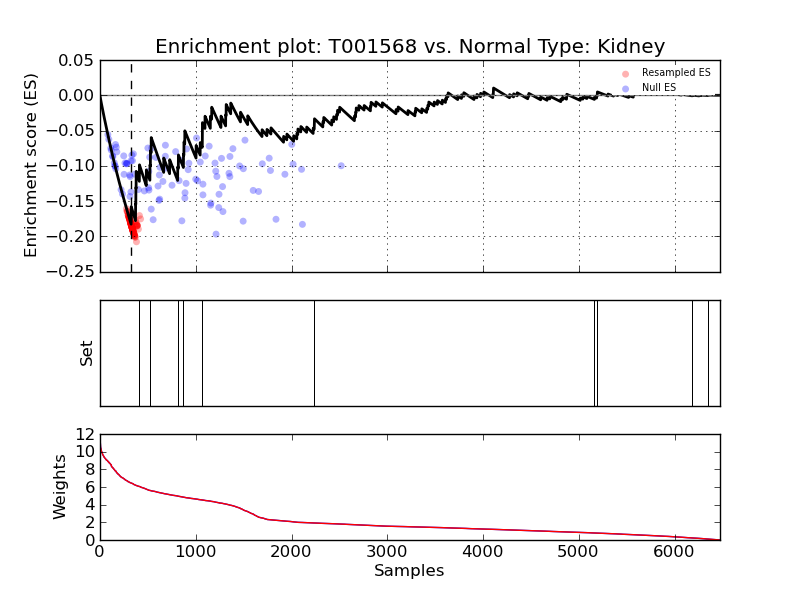 Enrichment plot: T001568 vs. Normal Type: Kidney
Enrichment score (ES)
0.05
0.00
−0.05
−0.10
−0.15
−0.20
−0.25
Resampled ES
Null ES
Set
Weights
12
10
8
6
4
2
0
0 1000 2000 3000 4000 5000 6000
Samples